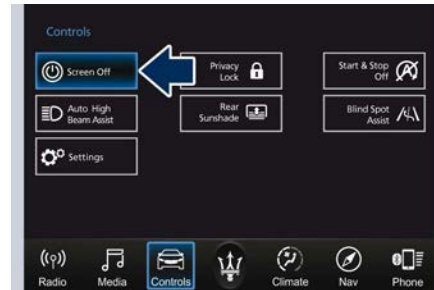 Controls
Screen Off
Privacy
Lock
Start & Stop
Off
Auto High
Beam Assist
Rear
Sunshade
Blind Spot
Assist
Settings
Radio
Media
Controls
Climate
Nav
Phone